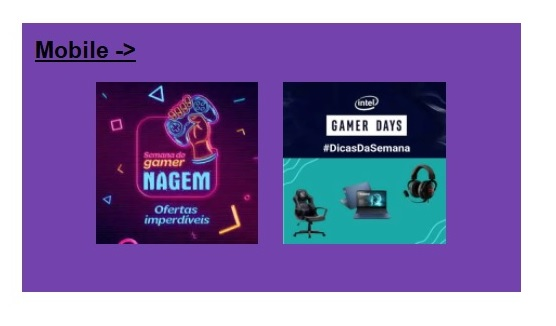 Mobile ->
Semana do
gamer
NAGEM
Ofertas
imperdíveis
intel
GAMER DAYS
#DicasDaSemana